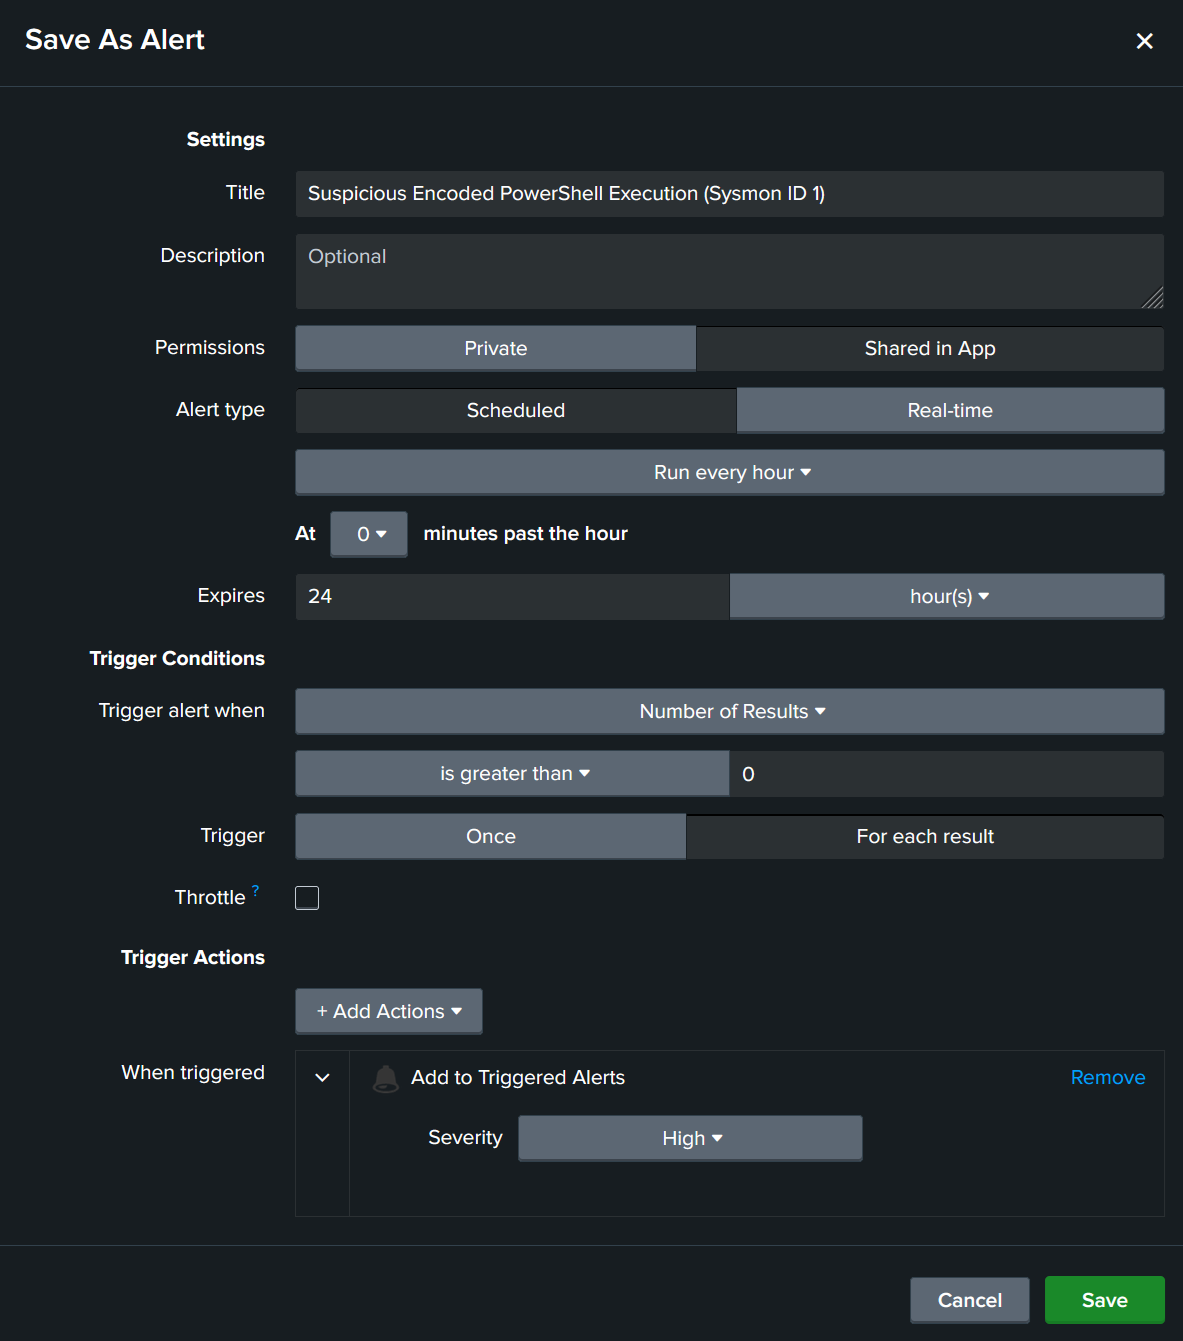 Save As Alert
Settings
Title Suspicious Encoded PowerShell Execution (Sysmon ID 1)
Description Optional
Permissions Private Shared in App
Alert type Scheduled Real-time
Run every hour
At 0 minutes past the hour
Expires 24 hour(s)
Trigger Conditions
Trigger alert when Number of Results
is greater than 0
Trigger Once For each result
Throttle ?
Trigger Actions
+ Add Actions
When triggered Add to Triggered Alerts Remove
Severity High
Cancel Save